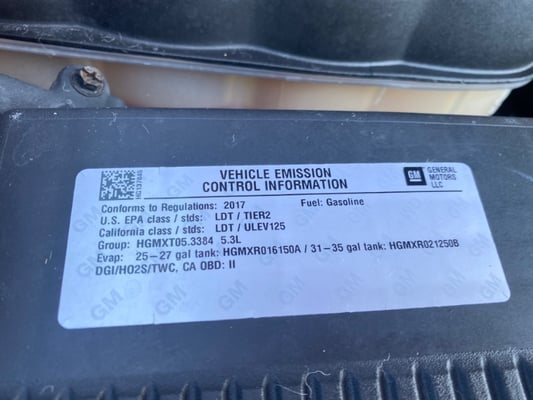 VEHICLE EMISSION
CONTROL INFORMATION
GM GENERAL
MOTORS
LLC
Conforms to Regulations: 2017 Fuel: Gasoline
U.S. EPA class / stds: LDT / TIER2
California class / stds: LDT / ULEV125
Group: HGMXT05.3384 5.3L
Evap: 25-27 gal tank: HGMXR016150A / 31-35 gal tank: HGMXR021250B
DGI/HO2S/TWC, CA OBD: II